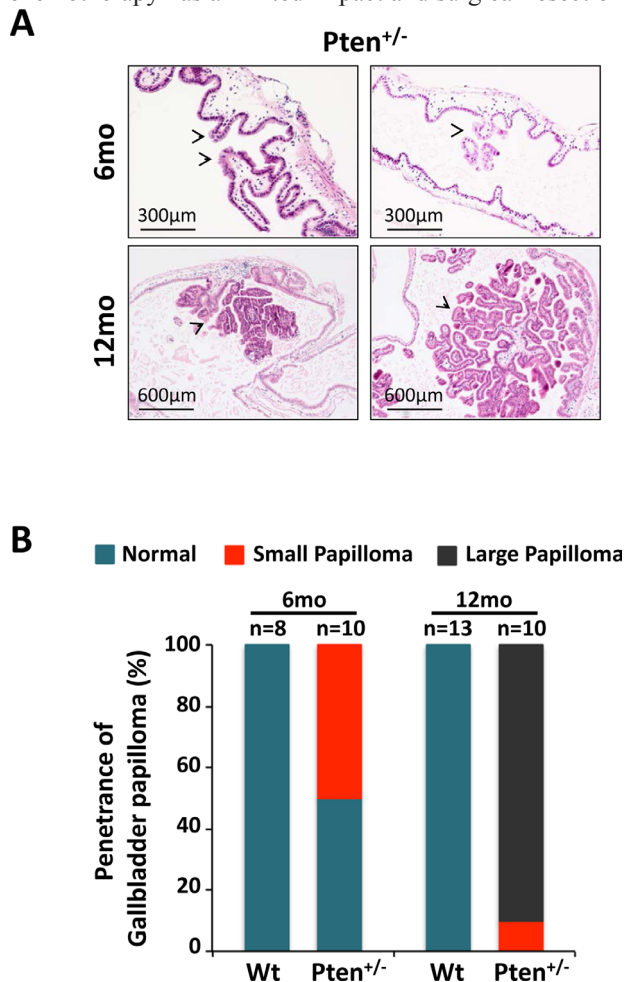 A
Pten+/-
6mo
300µm
300µm
12mo
600µm
600µm
B
Normal Small Papilloma Large Papilloma
6mo 12mo
n=8 n=10 n=13 n=10
Penetrance of
Gallbladder papilloma (%)
100
80
60
40
20
0
Wt Pten+/- Wt Pten+/-